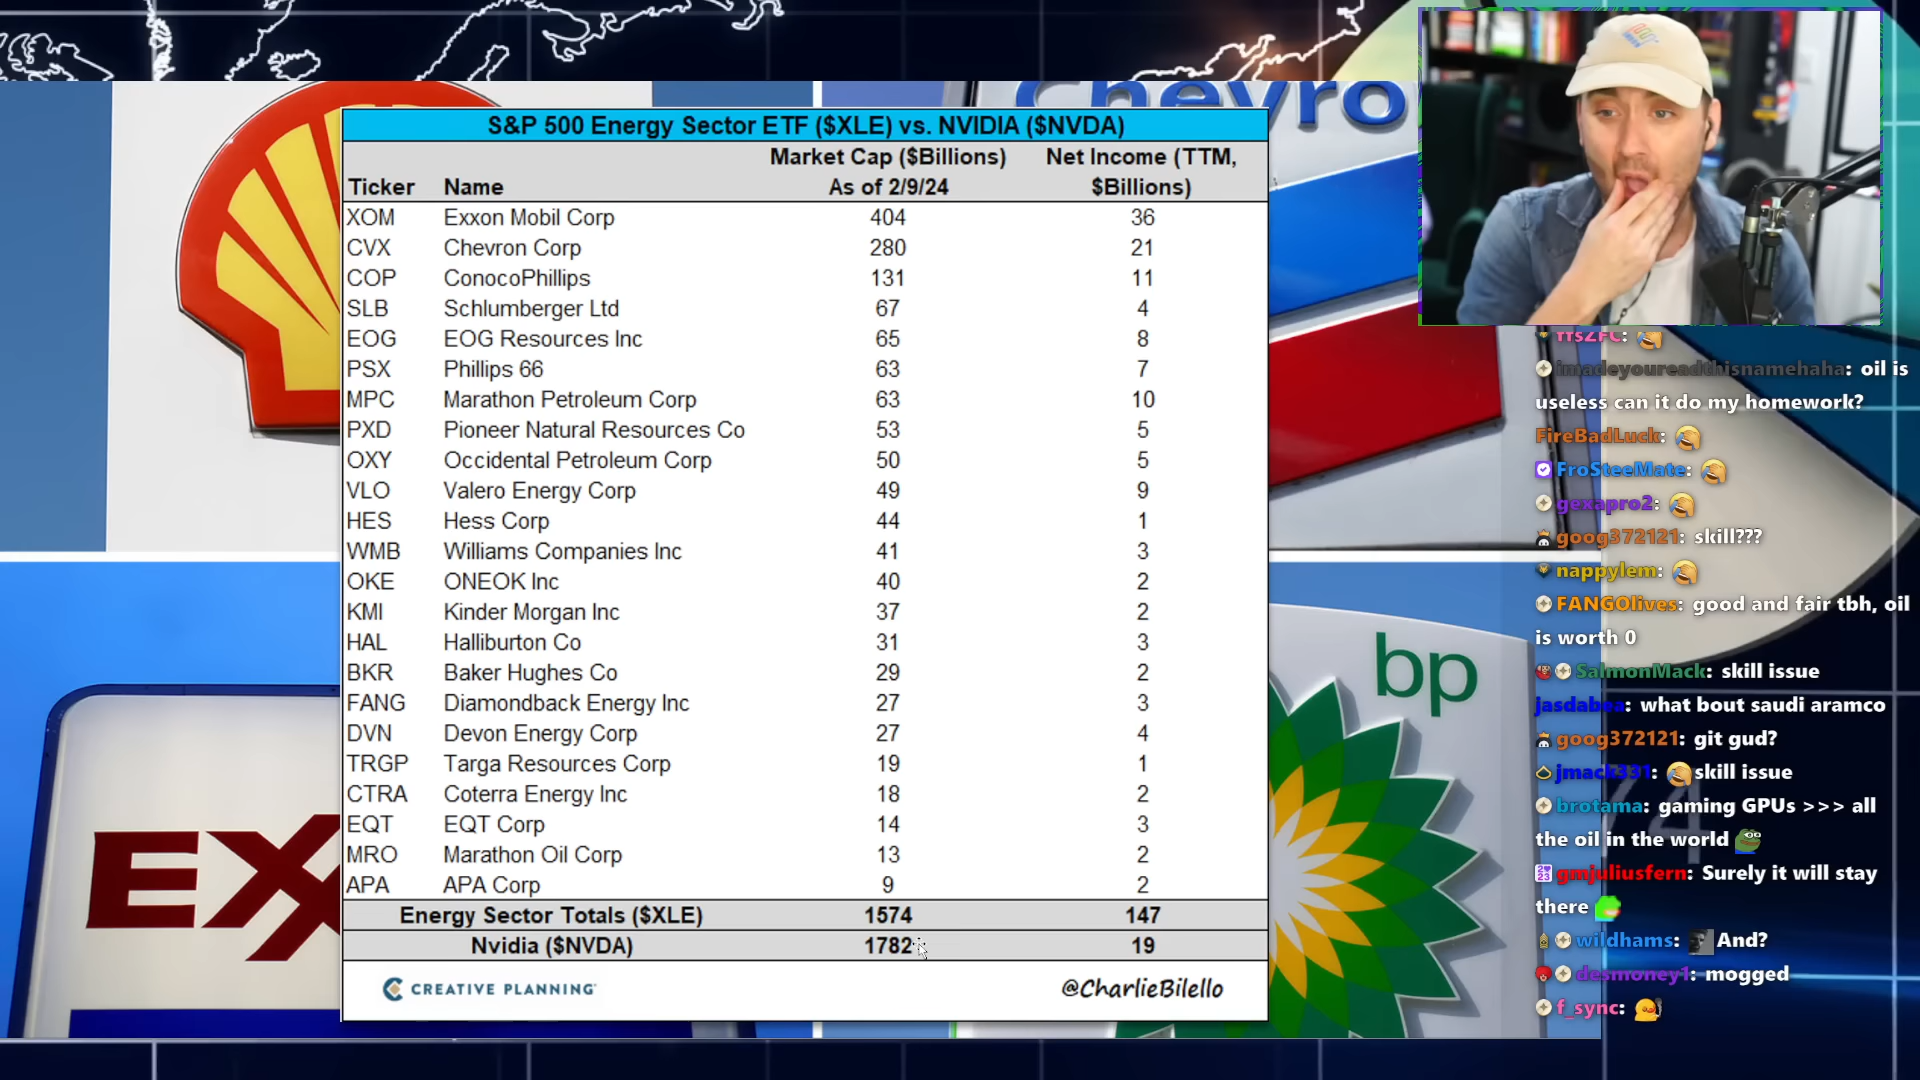 Chevro
S&P 500 Energy Sector ETF ($XLE) vs. NVIDIA ($NVDA)
Market Cap ($Billions) Net Income (TTM,
Ticker Name As of 2/9/24 $Billions)
XOM Exxon Mobil Corp 404 36
CVX Chevron Corp 280 21
COP ConocoPhillips 131 11
SLB Schlumberger Ltd 67 4
EOG EOG Resources Inc 65 8
PSX Phillips 66 63 7
MPC Marathon Petroleum Corp 63 10
PXD Pioneer Natural Resources Co 53 5
OXY Occidental Petroleum Corp 50 5
VLO Valero Energy Corp 49 9
HES Hess Corp 44 1
WMB Williams Companies Inc 41 3
OKE ONEOK Inc 40 2
KMI Kinder Morgan Inc 37 2
HAL Halliburton Co 31 3
BKR Baker Hughes Co 29 2
FANG Diamondback Energy Inc 27 3
DVN Devon Energy Corp 27 4
TRGP Targa Resources Corp 19 1
CTRA Coterra Energy Inc 18 2
EQT EQT Corp 14 3
MRO Marathon Oil Corp 13 2
APA APA Corp 9 2
Energy Sector Totals ($XLE) 1574 147
Nvidia ($NVDA) 1782 19
CREATIVE PLANNING
@CharlieBilello
EX
bp
ffsZFC:
imadeyoureadthisnamehaha: oil is
useless can it do my homework?
FireBadLuck:
FroSteeMate:
gexapro2:
goog372121: skill???
nappylem:
FANGOlives: good and fair tbh, oil
is worth 0
SalmonMack: skill issue
jasdabea: what bout saudi aramco
goog372121: git gud?
jmack331: skill issue
brotama: gaming GPUs >>> all
the oil in the world
gmjuliusfern: Surely it will stay
there
wildhams: And?
desmoney1: mogged
f_sync: